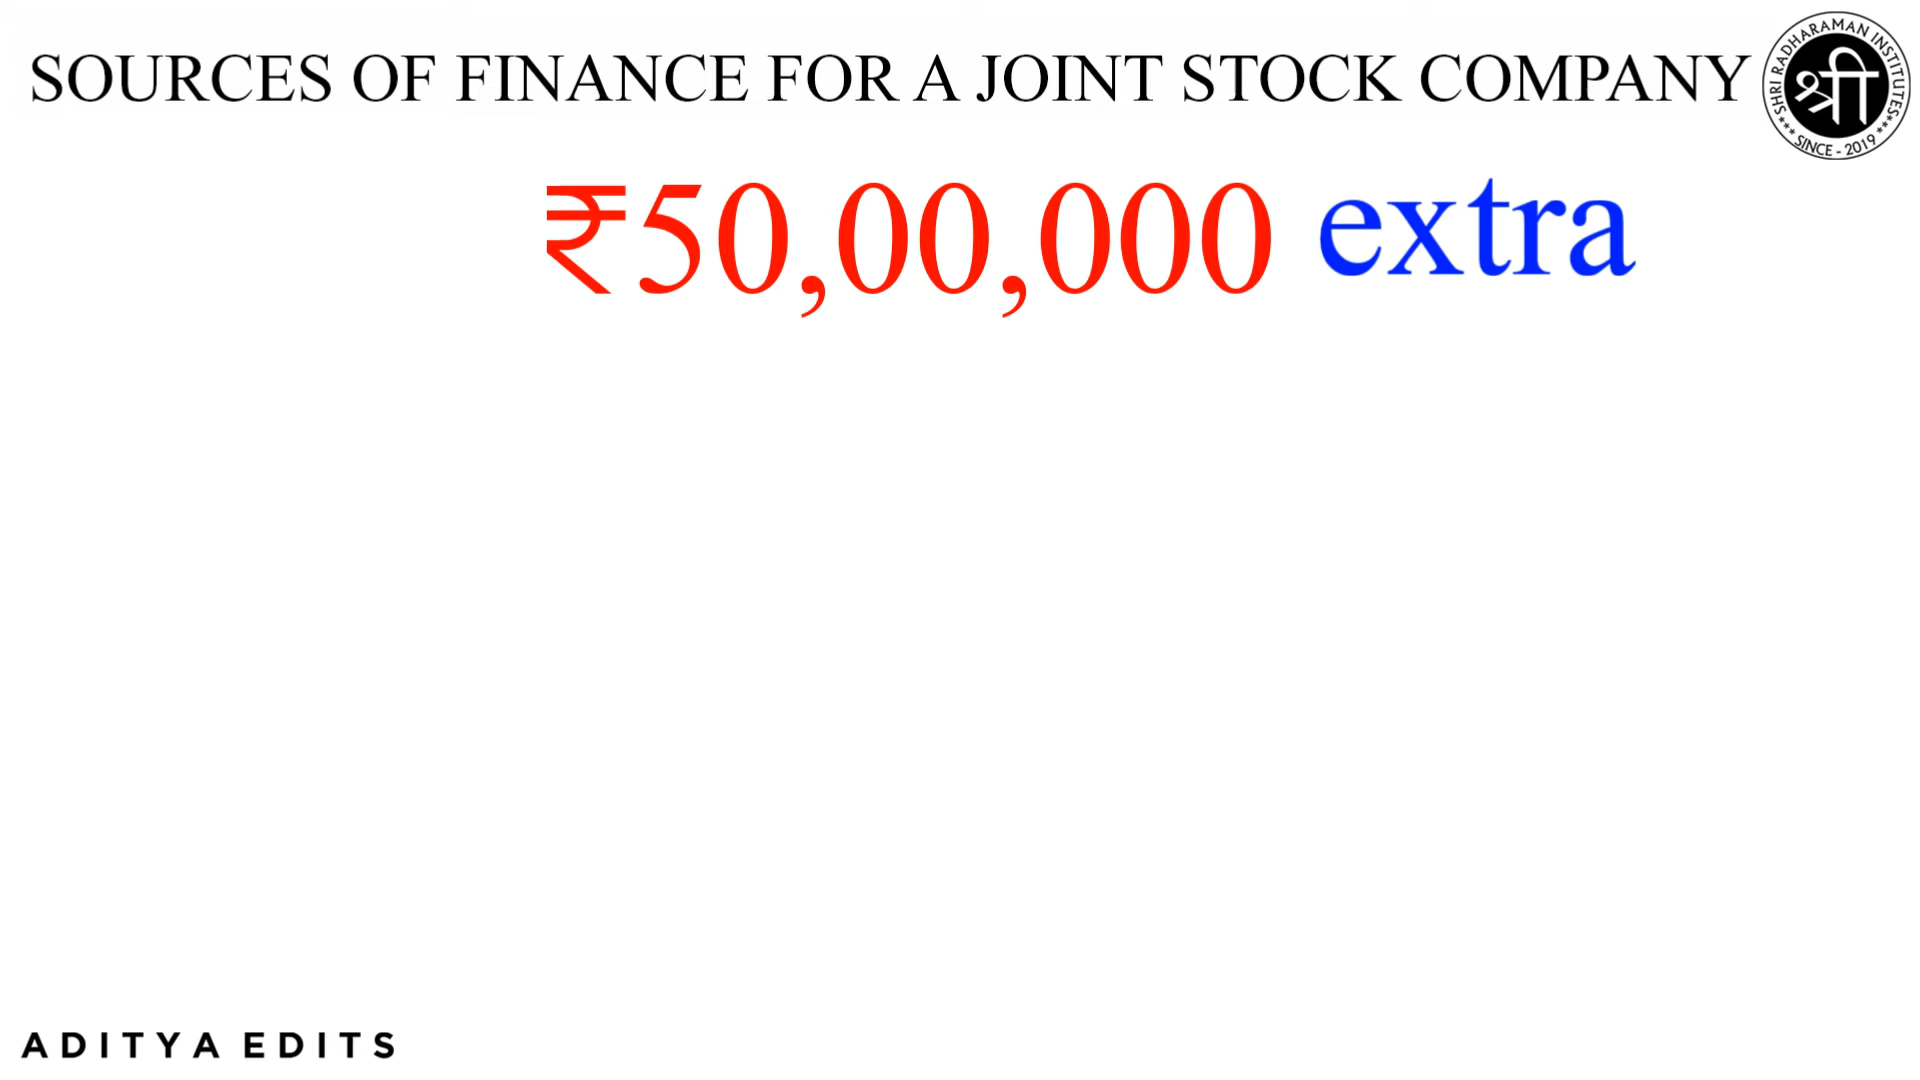 SOURCES OF FINANCE FOR A JOINT STOCK COMPANY
SHRI RADHARAMAN INSTITUTES
श्री
SINCE - 2019
₹50,00,000 extra
ADITYA EDITS